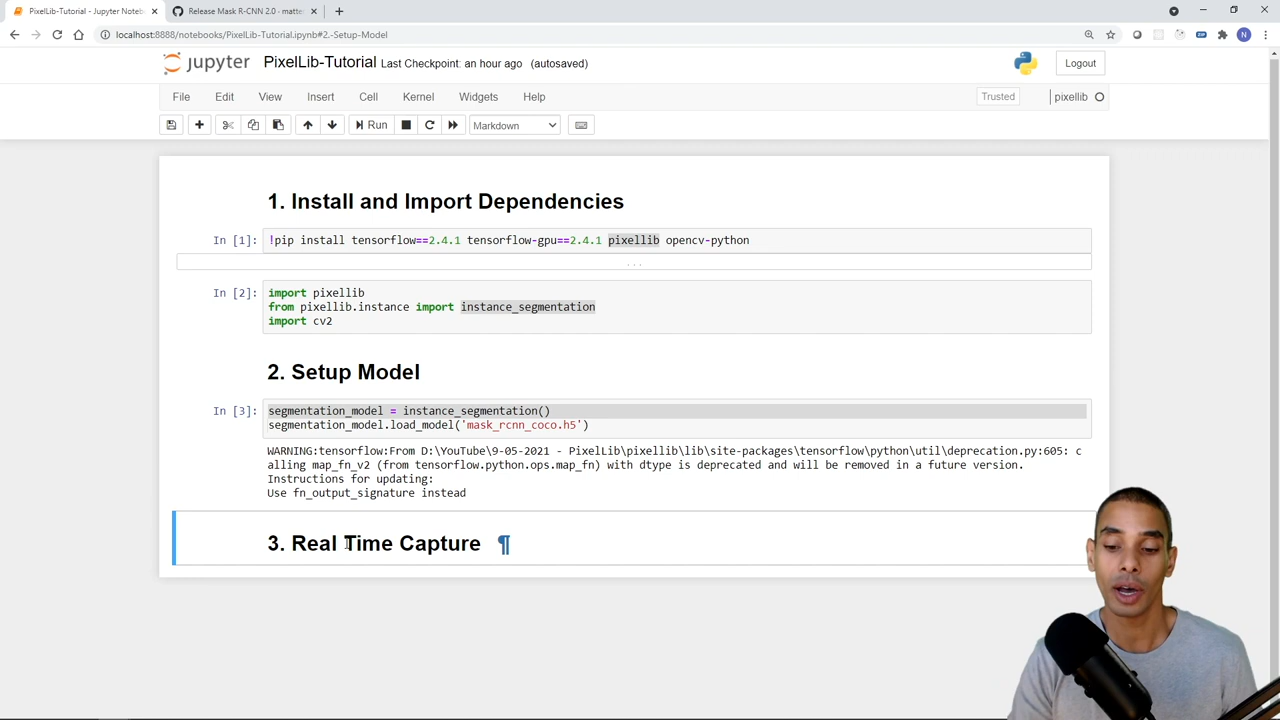 PixelLib-Tutorial - Jupyter Noteb
Release Mask R-CNN 2.0 - matter
localhost:8888/notebooks/PixelLib-Tutorial.ipynb#2.-Setup-Model
N
jupyter PixelLib-Tutorial Last Checkpoint: an hour ago (autosaved)
Logout
File Edit View Insert Cell Kernel Widgets Help
Trusted
pixellib
Run
Markdown
1. Install and Import Dependencies
In [1]: !pip install tensorflow==2.4.1 tensorflow-gpu==2.4.1 pixellib opencv-python
...
In [2]: import pixellib
from pixellib.instance import instance_segmentation
import cv2
2. Setup Model
In [3]: segmentation_model = instance_segmentation()
segmentation_model.load_model('mask_rcnn_coco.h5')
WARNING:tensorflow:From D:\YouTube\9-05-2021 - PixelLib\pixellib\lib\site-packages\tensorflow\python\util\deprecation.py:605: c
alling map_fn_v2 (from tensorflow.python.ops.map_fn) with dtype is deprecated and will be removed in a future version.
Instructions for updating:
Use fn_output_signature instead
3. Real Time Capture ¶